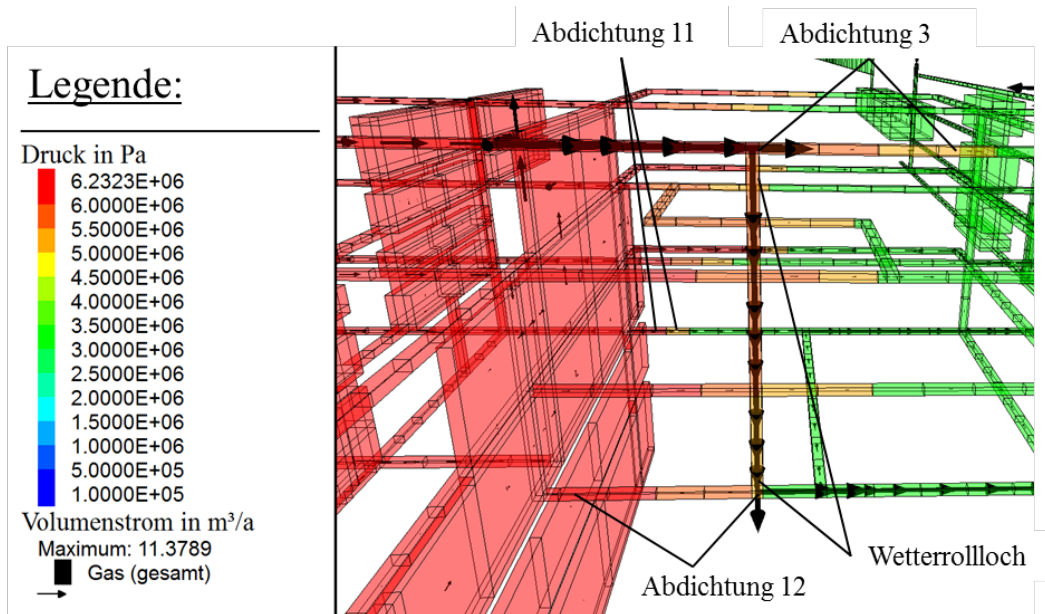 Abdichtung 11
Abdichtung 3
Legende:
Druck in Pa
6.2323E+06
6.0000E+06
5.5000E+06
5.0000E+06
4.5000E+06
4.0000E+06
3.5000E+06
3.0000E+06
2.5000E+06
2.0000E+06
1.5000E+06
1.0000E+06
5.0000E+05
1.0000E+05
Volumenstrom in m³/a
Maximum: 11.3789
Gas (gesamt)
Wetterrollloch
Abdichtung 12